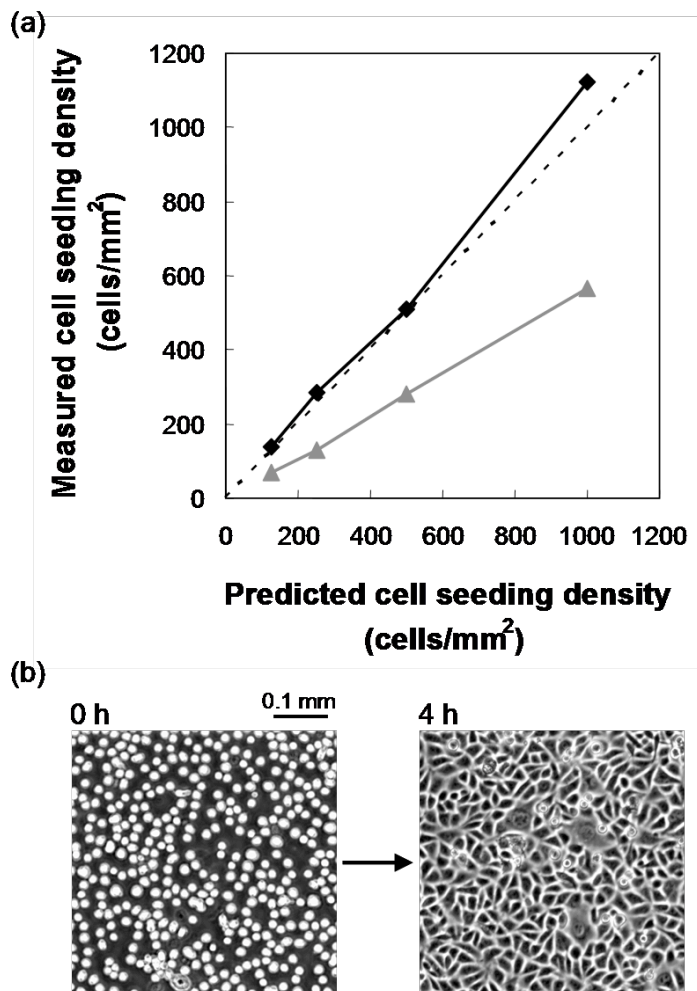 (a)
Measured cell seeding density
(cells/mm²)
1200
1000
800
600
400
200
0
0 200 400 600 800 1000 1200
Predicted cell seeding density
(cells/mm²)
(b)
0 h
0.1 mm
4 h